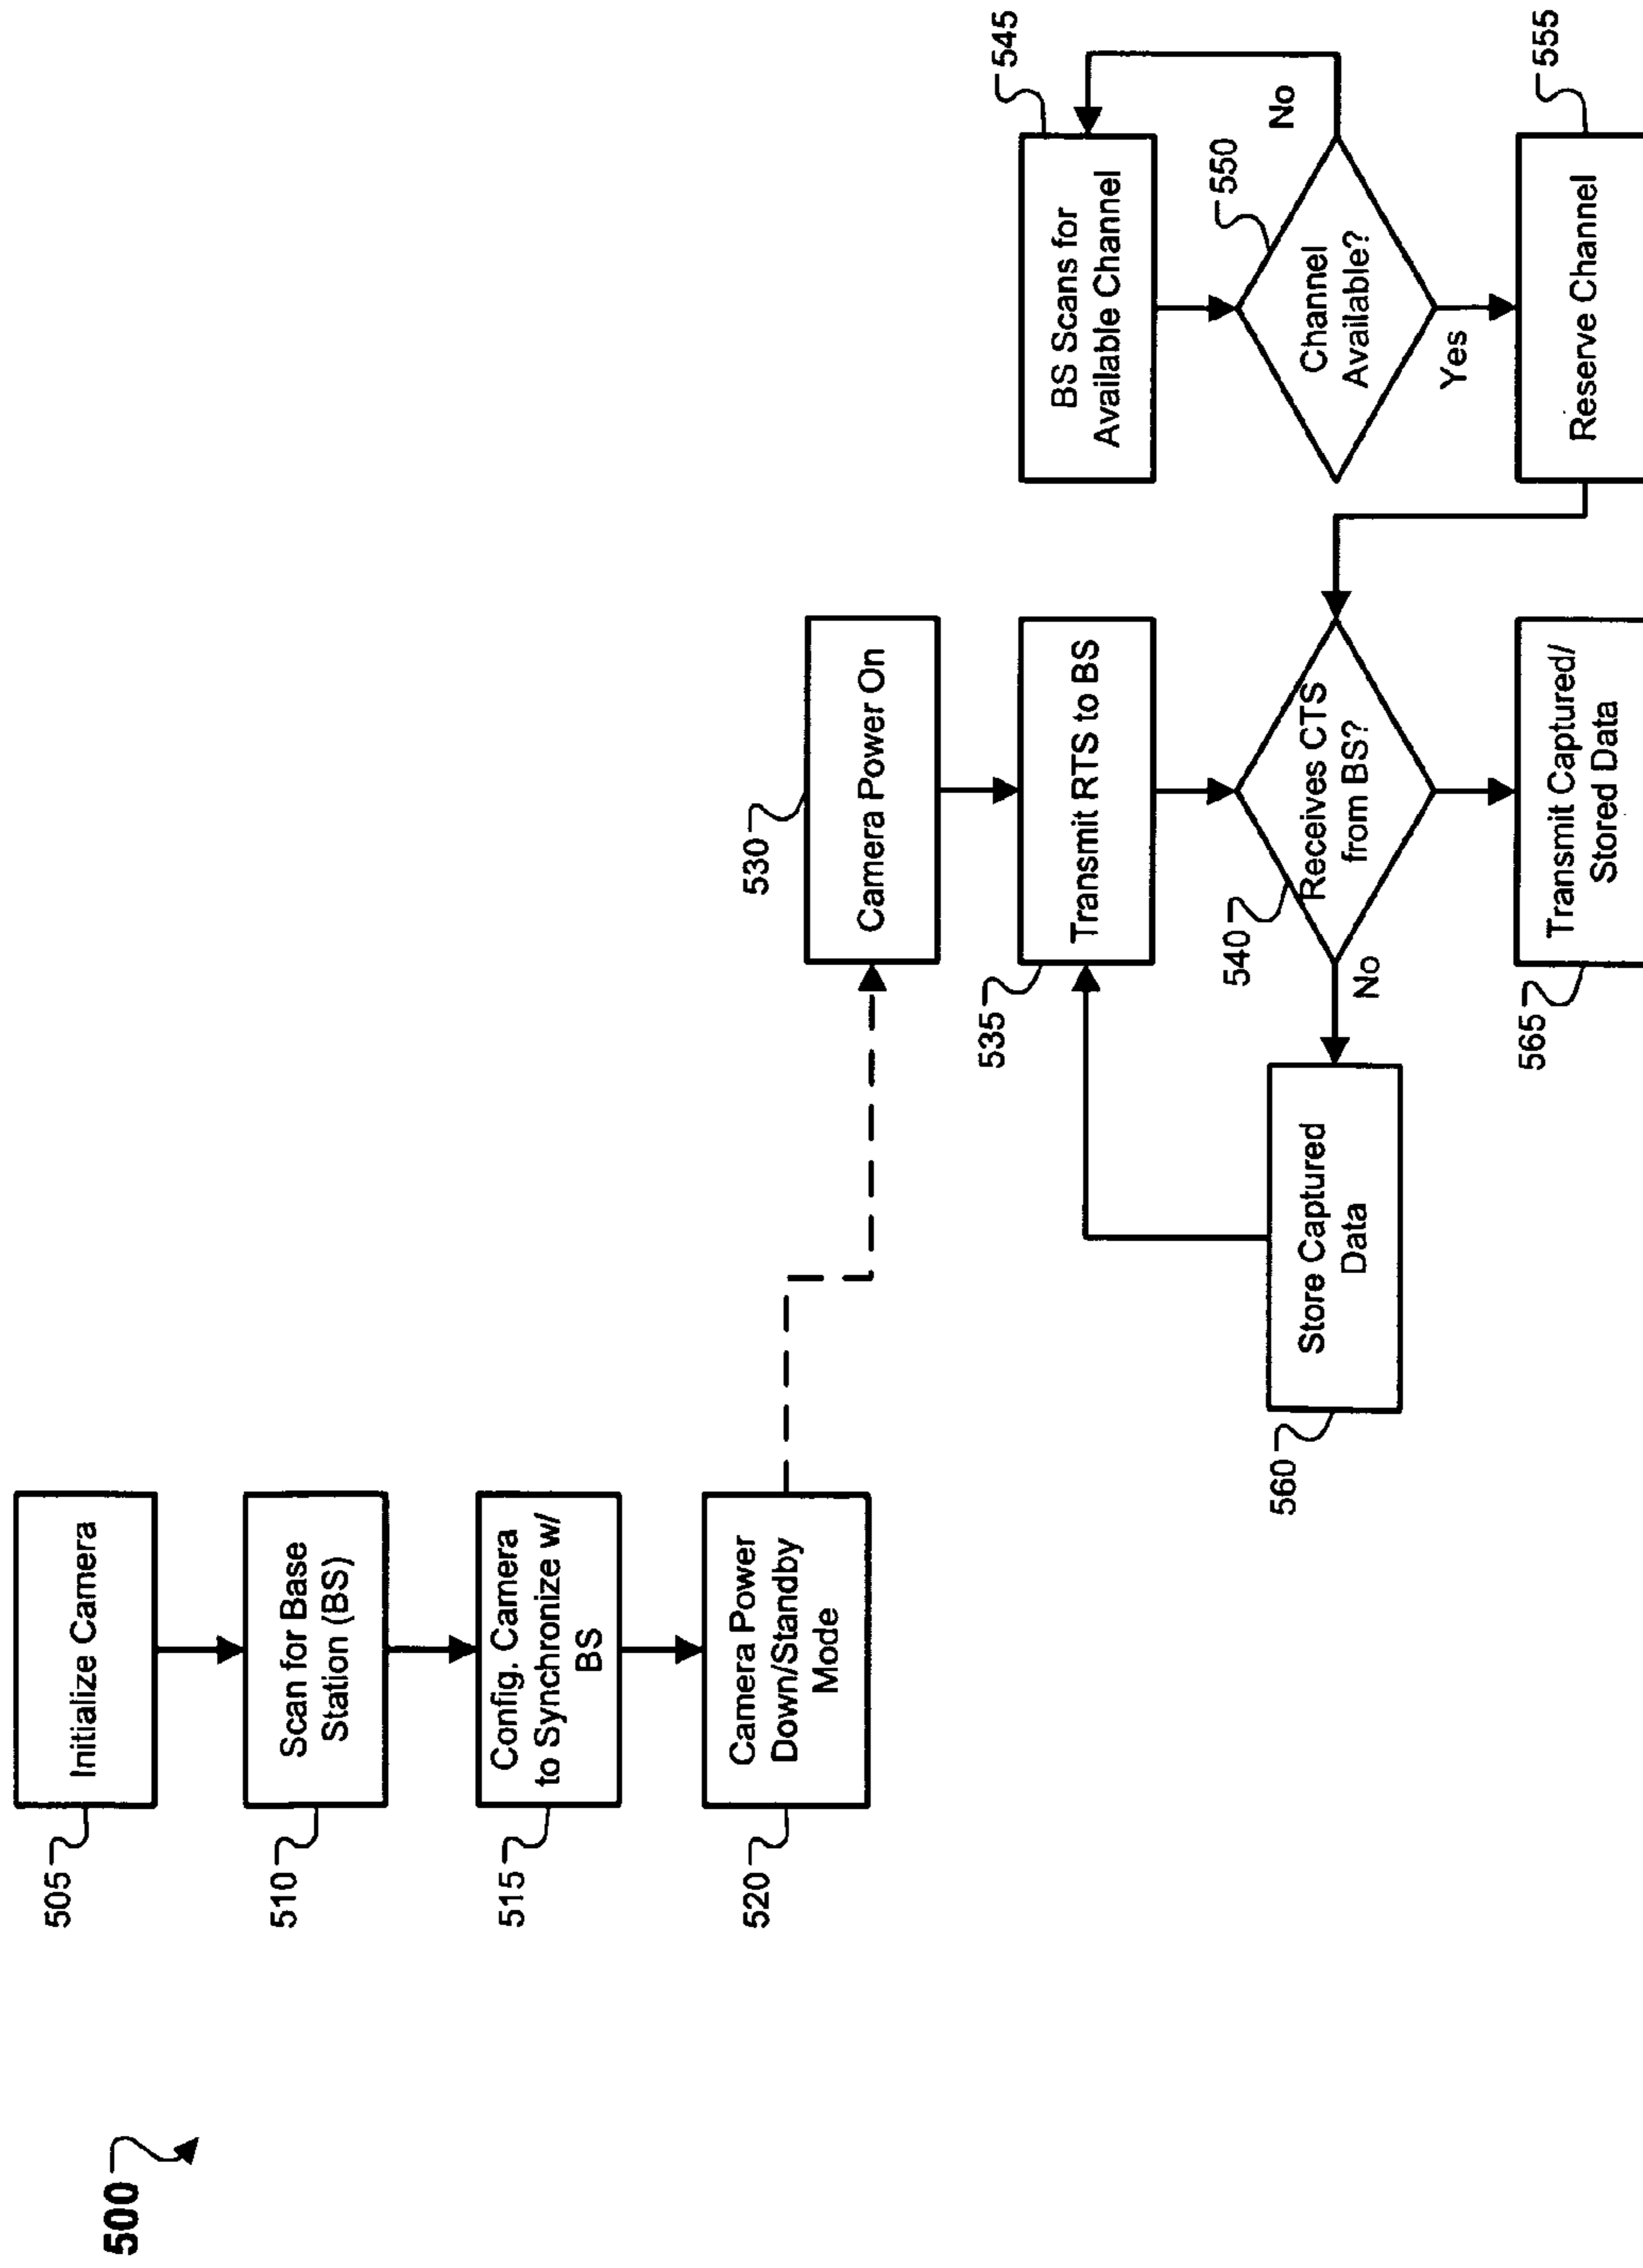 500
505
Initialize Camera
510
Scan for Base
Station (BS)
515
Config. Camera
to Synchronize w/
BS
520
Camera Power
Down/Standby
Mode
530
Camera Power On
535
Transmit RTS to BS
540
Receives CTS
from BS?
No
560
Store Captured
Data
565
Transmit Captured/
Stored Data
545
BS Scans for
Available Channel
550
Channel
Available?
No
Yes
555
Reserve Channel